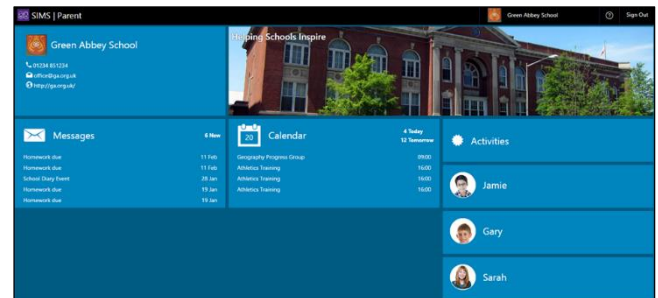 SIMS | Parent
Green Abbey School
Sign Out
Green Abbey School
01234 851234
office@ga.org.uk
http://ga.org.uk/
Helping Schools Inspire
Messages
6 New
Homework due 11 Feb
Homework due 11 Feb
School Diary Event 28 Jan
Homework due 19 Jan
Homework due 19 Jan
20
Calendar
4 Today
12 Tomorrow
Geography Progress Group 09:00
Athletics Training 16:00
Athletics Training 16:00
Athletics Training 16:00
Activities
Jamie
Gary
Sarah